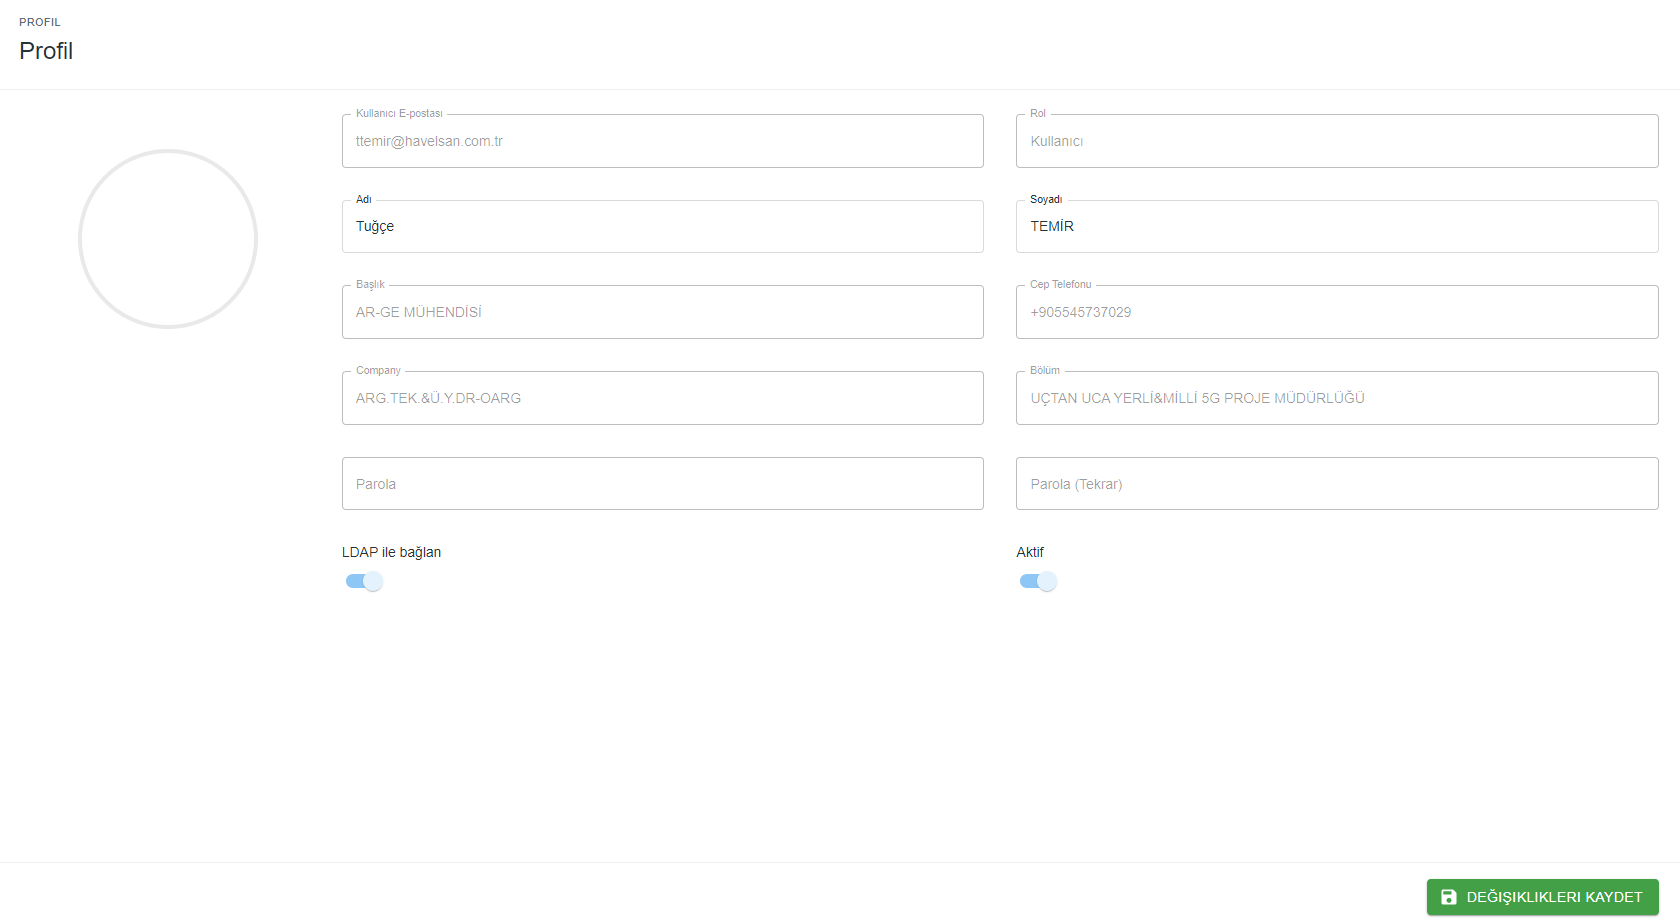 PROFIL
Profil
Kullanıcı E-postası
ttemir@havelsan.com.tr
Rol
Kullanıcı
Adı
Tuğçe
Soyadı
TEMİR
Başlık
AR-GE MÜHENDİSİ
Cep Telefonu
+905545737029
Company
ARG.TEK.&Ü.Y.DR-OARG
Bölüm
UÇTAN UCA YERLİ&MİLLİ 5G PROJE MÜDÜRLÜĞÜ
Parola
Parola (Tekrar)
LDAP ile bağlan
Aktif
DEĞIŞIKLIKLERI KAYDET